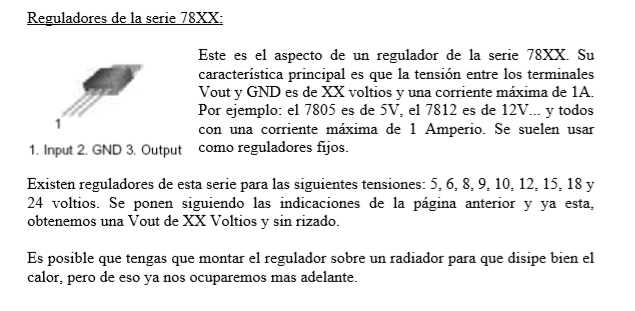 Reguladores de la serie 78XX:
Este es el aspecto de un regulador de la serie 78XX. Su
característica principal es que la tensión entre los terminales
Vout y GND es de XX voltios y una corriente máxima de 1A.
Por ejemplo: el 7805 es de 5V, el 7812 es de 12V... y todos
con una corriente máxima de 1 Amperio. Se suelen usar
como reguladores fijos.
1
1. Input 2. GND 3. Output
Existen reguladores de esta serie para las siguientes tensiones: 5, 6, 8, 9, 10, 12, 15, 18 y
24 voltios. Se ponen siguiendo las indicaciones de la página anterior y ya esta,
obtenemos una Vout de XX Voltios y sin rizado.
Es posible que tengas que montar el regulador sobre un radiador para que disipe bien el
calor, pero de eso ya nos ocuparemos mas adelante.